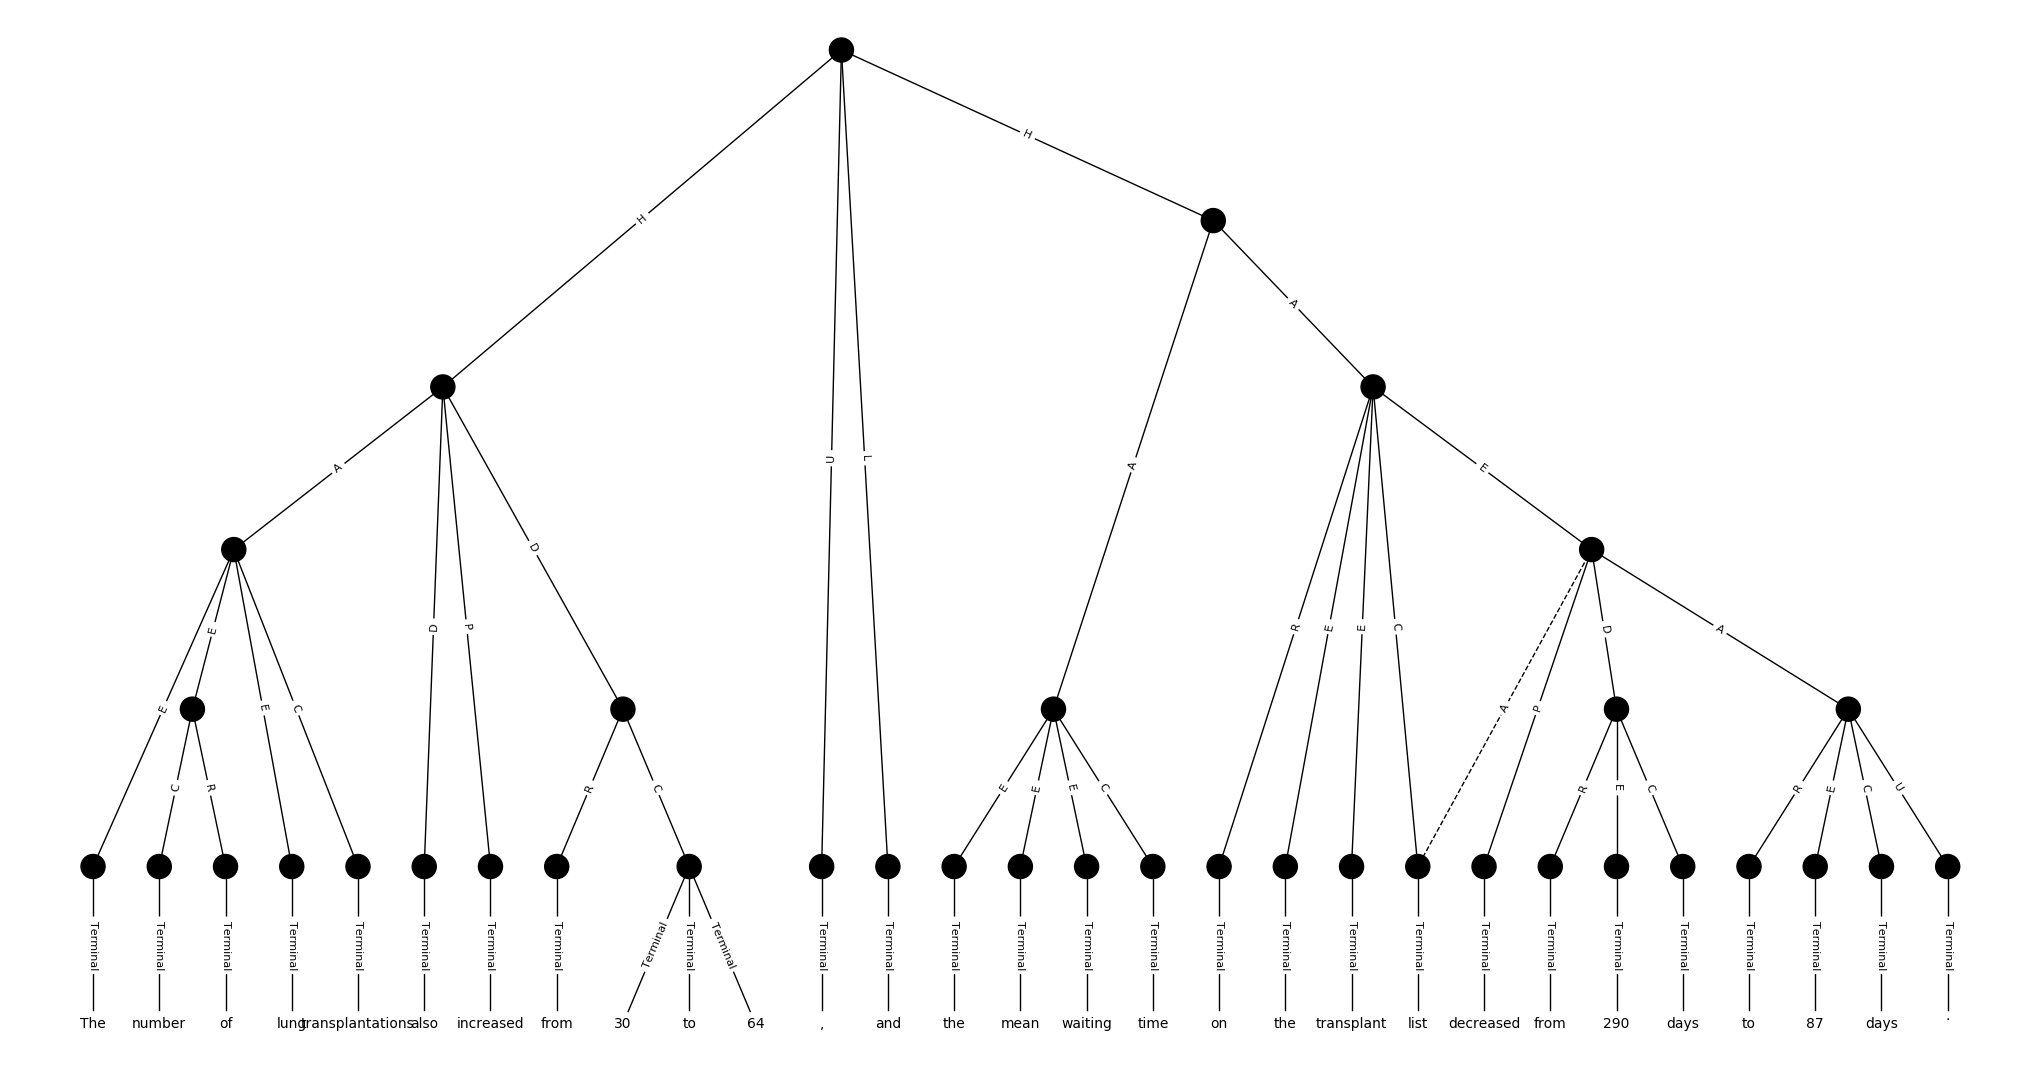 H
H
A
A
D
P
D
U
L
A
E
E
E
E
C
R
E
E
C
A
P
D
A
C
R
R
C
E
E
E
C
R
E
C
R
E
C
U
Terminal Terminal Terminal Terminal Terminal Terminal Terminal Terminal Terminal Terminal Terminal Terminal Terminal Terminal Terminal Terminal Terminal Terminal Terminal Terminal Terminal Terminal Terminal Terminal Terminal Terminal Terminal Terminal Terminal
The number of lung transplantations also increased from 30 to 64 , and the mean waiting time on the transplant list decreased from 290 days to 87 days .